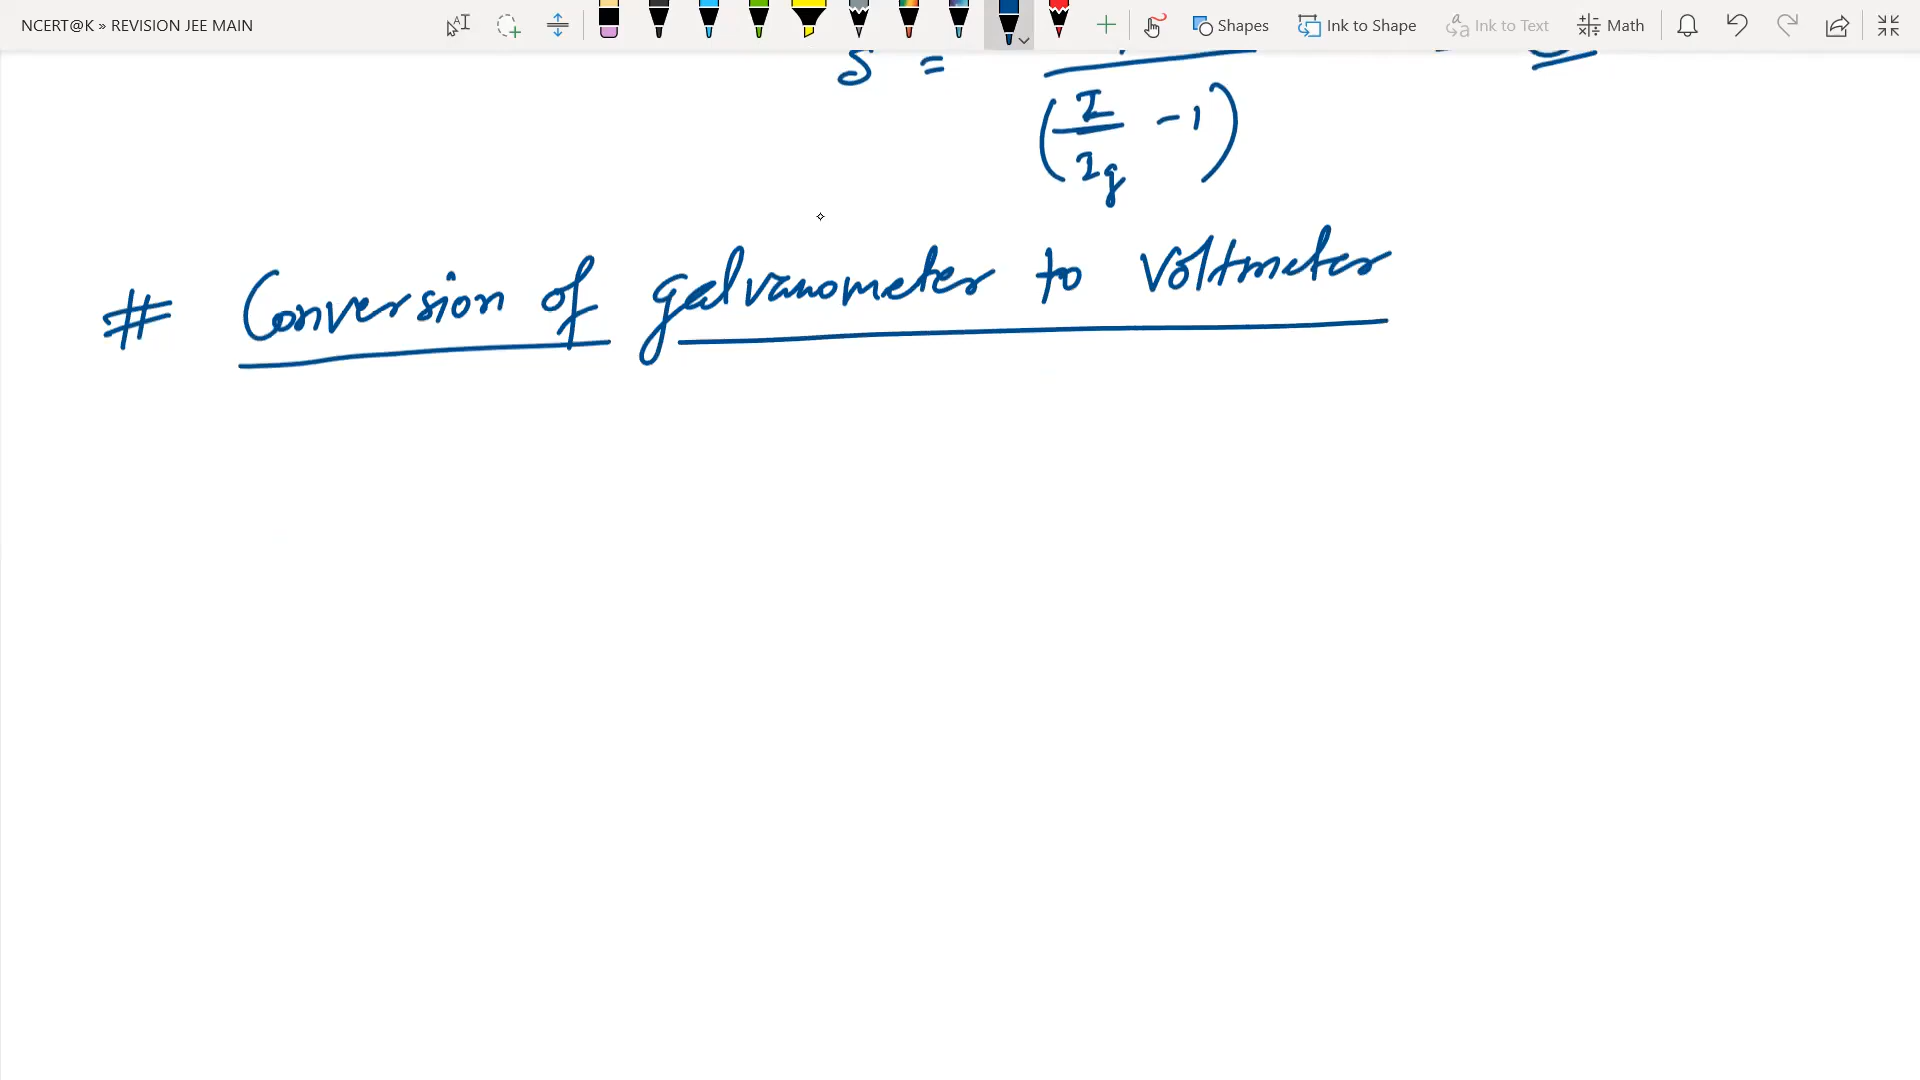 NCERT@K » REVISION JEE MAIN
Shapes
Ink to Shape
Ink to Text
Math
S =
(I/Ig - 1)
# Conversion of galvanometer to Voltmeter